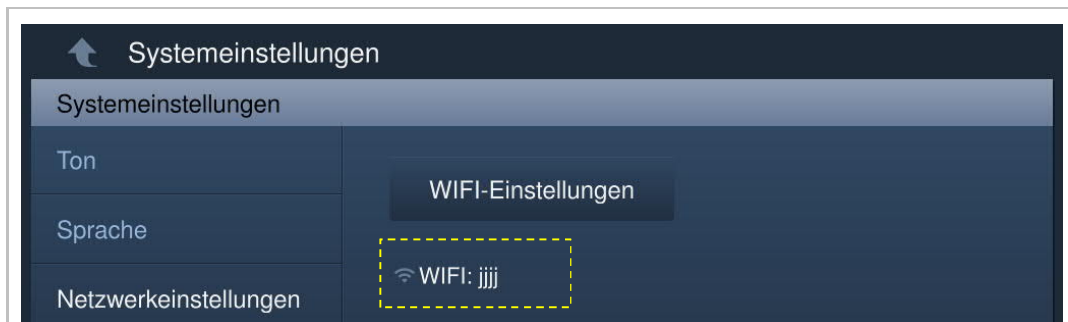 Systemeinstellungen
Systemeinstellungen
Ton
WIFI-Einstellungen
Sprache
WIFI: jjjj
Netzwerkeinstellungen